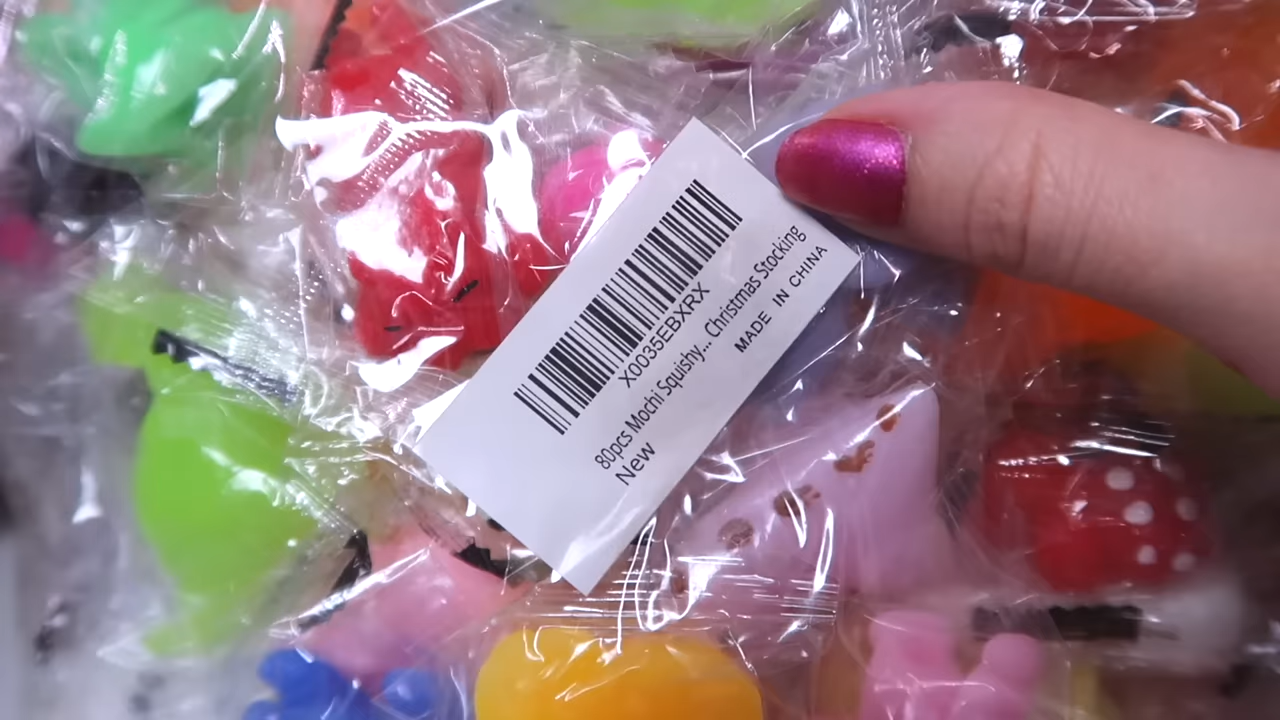 X0035EBXRX
80pcs Mochi Squishy... Christmas Stocking
New
MADE IN CHINA